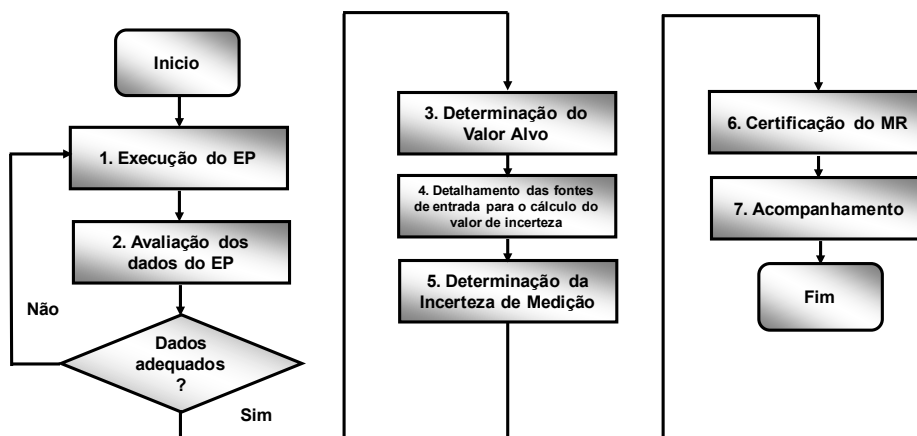 Inicio
1. Execução do EP
2. Avaliação dos
dados do EP
Não
Dados
adequados
?
Sim
3. Determinação do
Valor Alvo
4. Detalhamento das fontes
de entrada para o cálculo do
valor de incerteza
5. Determinação da
Incerteza de Medição
6. Certificação do MR
7. Acompanhamento
Fim